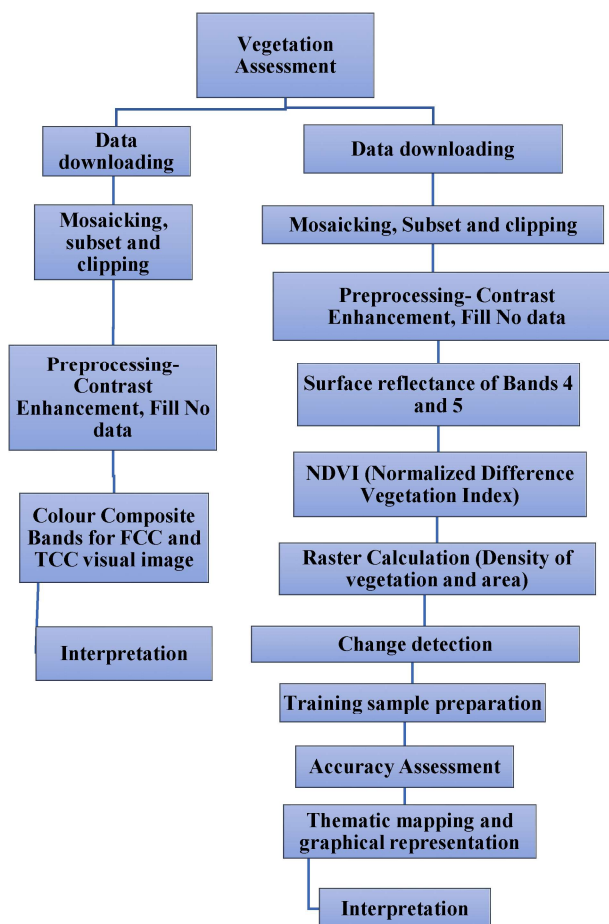 Vegetation
Assessment
Data
downloading
Mosaicking,
subset and
clipping
Preprocessing-
Contrast
Enhancement, Fill No
data
Colour Composite
Bands for FCC and
TCC visual image
Interpretation
Data downloading
Mosaicking, Subset and clipping
Preprocessing- Contrast
Enhancement, Fill No data
Surface reflectance of Bands 4
and 5
NDVI (Normalized Difference
Vegetation Index)
Raster Calculation (Density of
vegetation and area)
Change detection
Training sample preparation
Accuracy Assessment
Thematic mapping and
graphical representation
Interpretation